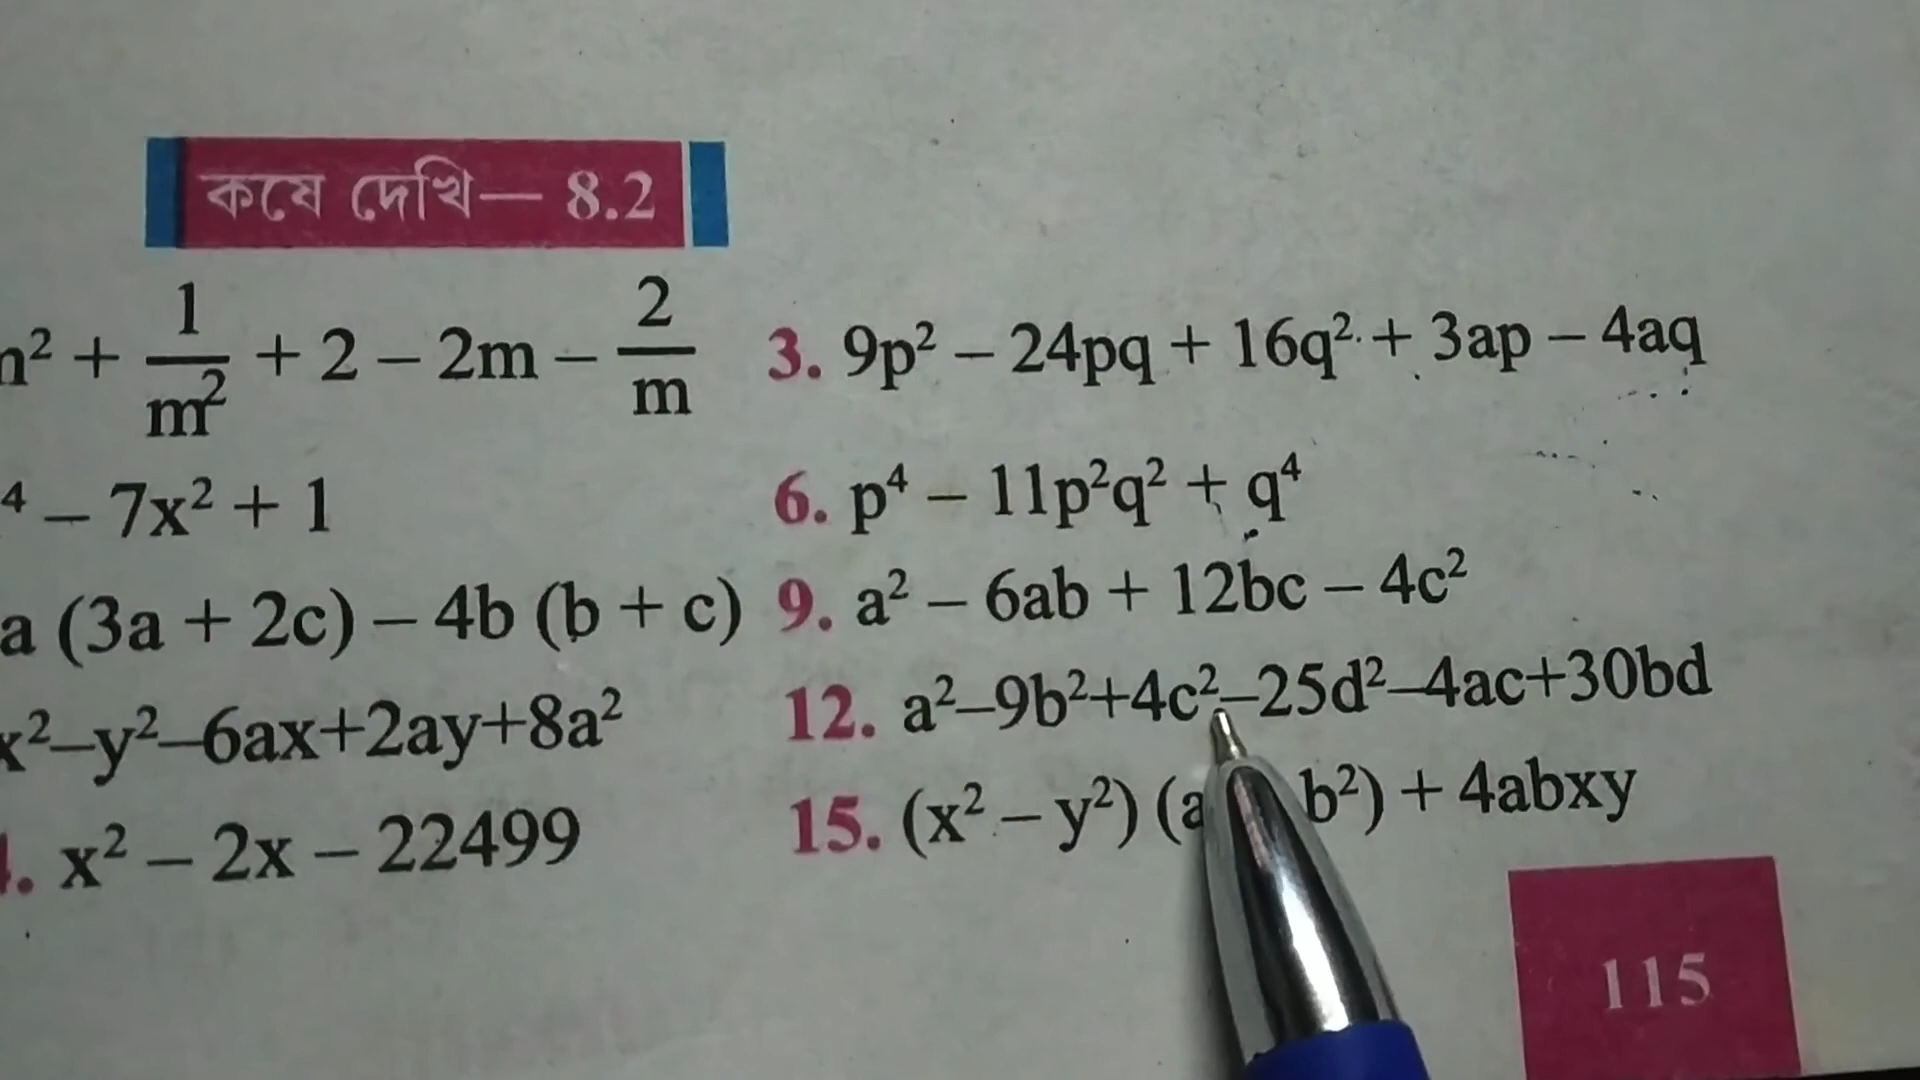 কষে দেখি— 8.2
+ 1/m² + 2 – 2m – 2/m 3. 9p² – 24pq + 16q² + 3ap – 4aq
⁴ – 7x² + 1 6. p⁴ – 11p²q² + q⁴
a (3a + 2c) – 4b (b + c) 9. a² – 6ab + 12bc – 4c²
x²–y²–6ax+2ay+8a² 12. a²–9b²+4c²–25d²–4ac+30bd
. x² – 2x – 22499 15. (x² – y²) (a b²) + 4abxy
115